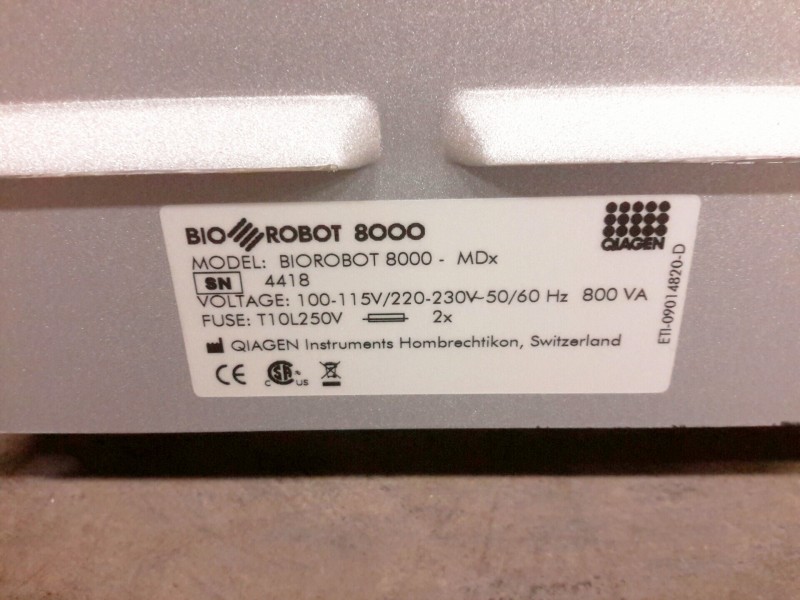 BIO ROBOT 8000
QIAGEN
MODEL: BIOROBOT 8000 - MDx
SN 4418
VOLTAGE: 100-115V/220-230V~50/60 Hz 800 VA
FUSE: T10L250V 2x
QIAGEN Instruments Hombrechtikon, Switzerland
CE C SA US
ETI-09014820-D